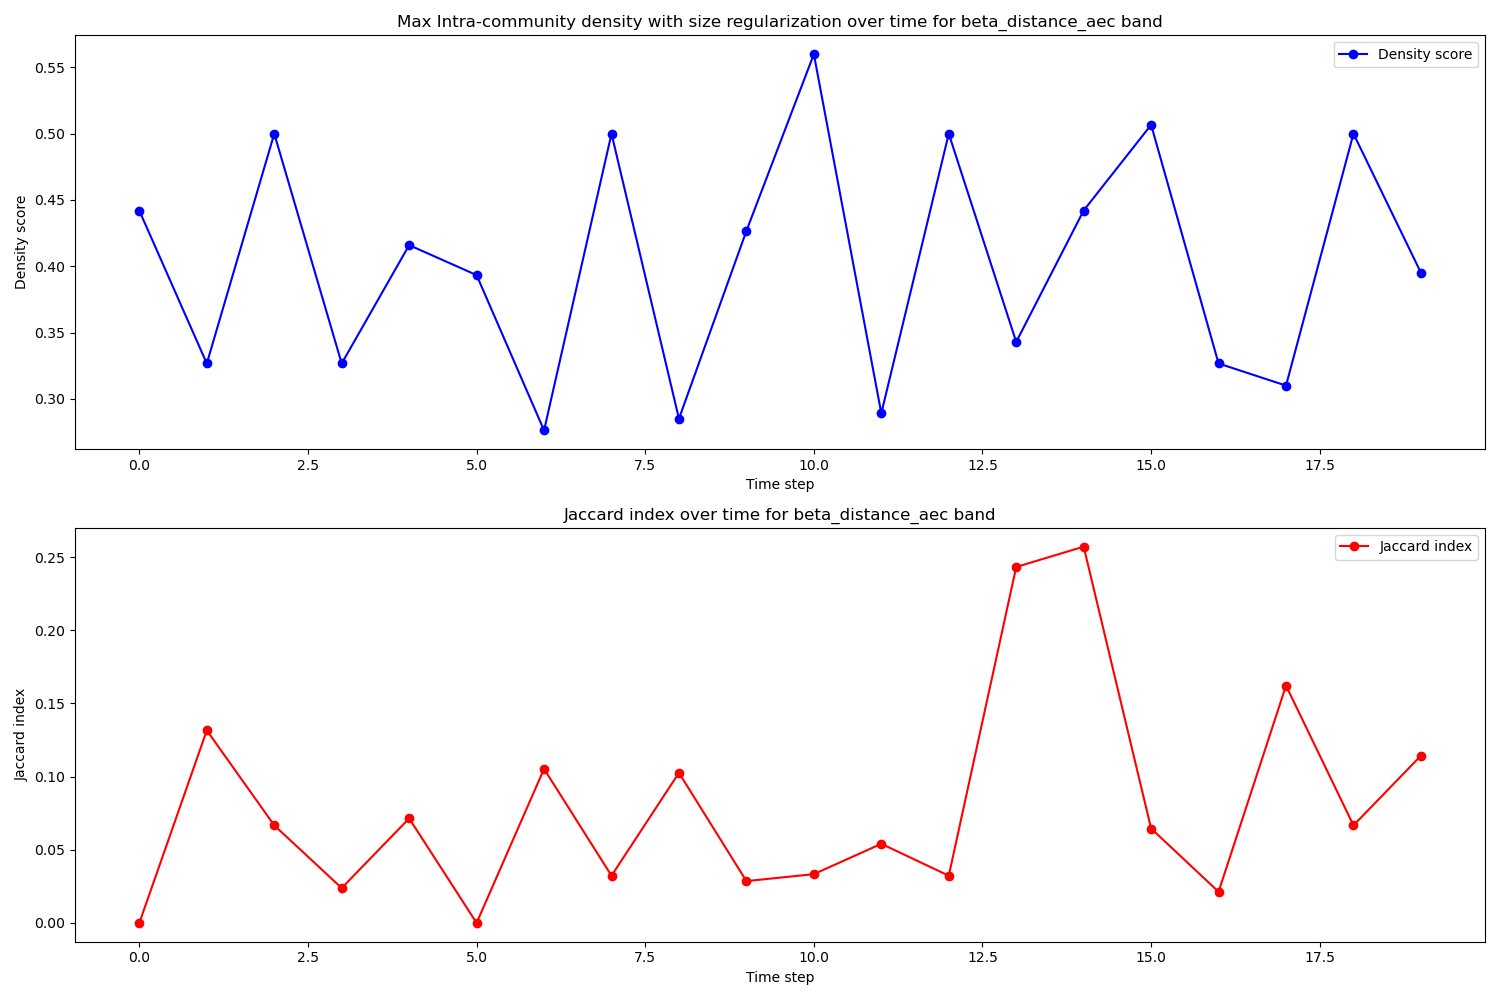 Max Intra-community density with size regularization over time for beta_distance_aec band
Density score
0.55
0.50
0.45
0.40
0.35
0.30
Density score
0.0 2.5 5.0 7.5 10.0 12.5 15.0 17.5
Time step
Jaccard index over time for beta_distance_aec band
Jaccard index
0.25
0.20
0.15
0.10
0.05
0.00
Jaccard index
0.0 2.5 5.0 7.5 10.0 12.5 15.0 17.5
Time step